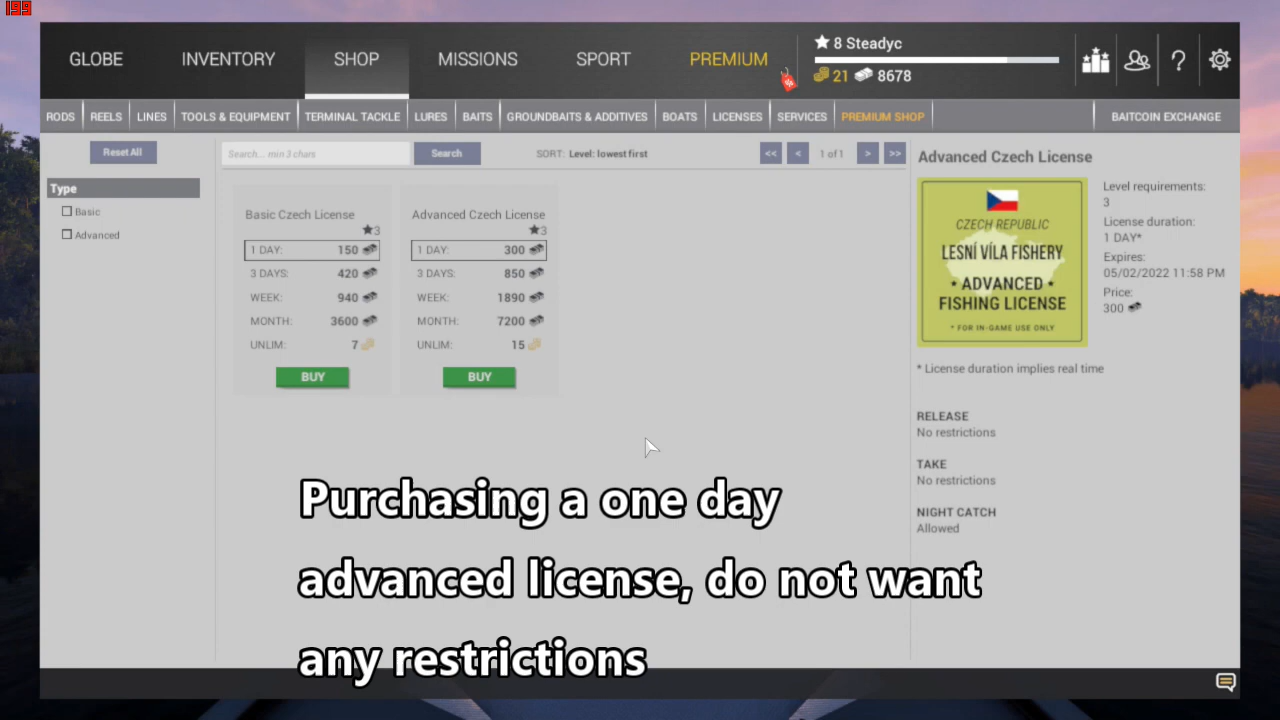 199
GLOBE INVENTORY SHOP MISSIONS SPORT PREMIUM
8 Steadyc
21 8678
RODS REELS LINES TOOLS & EQUIPMENT TERMINAL TACKLE LURES BAITS GROUNDBAITS & ADDITIVES BOATS LICENSES SERVICES PREMIUM SHOP BAITCOIN EXCHANGE
Reset All
Search... min 3 chars Search SORT: Level: lowest first << < 1 of 1 > >>
Type
Basic
Advanced
Basic Czech License
3
1 DAY: 150
3 DAYS: 420
WEEK: 940
MONTH: 3600
UNLIM: 7
BUY
Advanced Czech License
3
1 DAY: 300
3 DAYS: 850
WEEK: 1890
MONTH: 7200
UNLIM: 15
BUY
Advanced Czech License
CZECH REPUBLIC
LESNÍ VÍLA FISHERY
• ADVANCED •
FISHING LICENSE
* FOR IN-GAME USE ONLY
Level requirements:
3
License duration:
1 DAY*
Expires:
05/02/2022 11:58 PM
Price:
300
* License duration implies real time
RELEASE
No restrictions
TAKE
No restrictions
NIGHT CATCH
Allowed
Purchasing a one day
advanced license, do not want
any restrictions